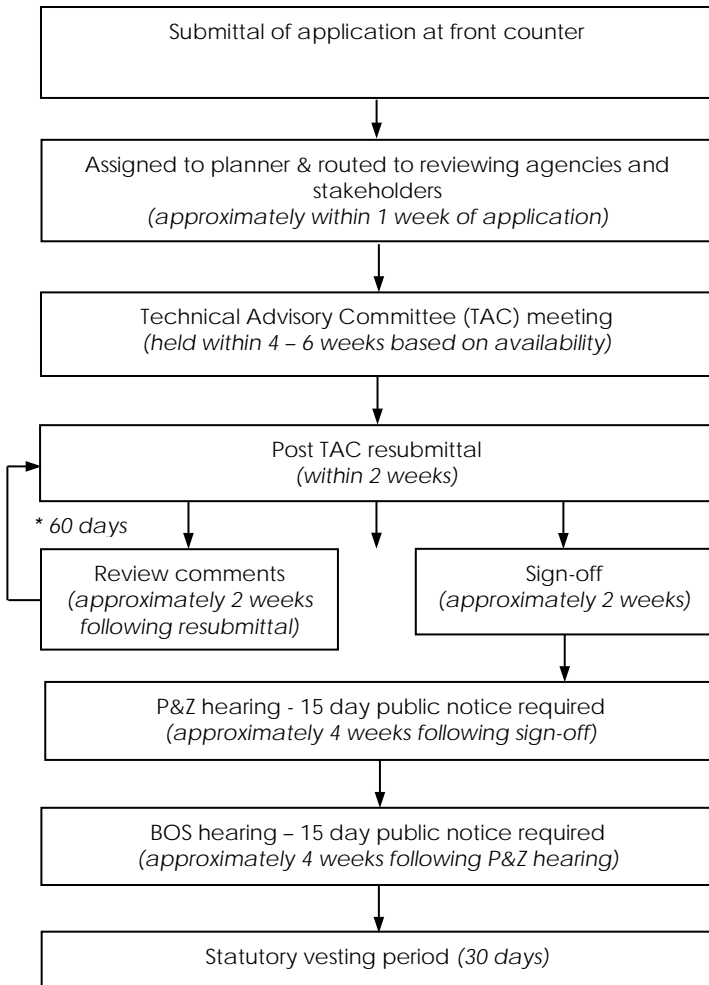 Submittal of application at front counter
Assigned to planner & routed to reviewing agencies and
stakeholders
(approximately within 1 week of application)
Technical Advisory Committee (TAC) meeting
(held within 4 – 6 weeks based on availability)
Post TAC resubmittal
(within 2 weeks)
* 60 days
Review comments
(approximately 2 weeks
following resubmittal)
Sign-off
(approximately 2 weeks)
P&Z hearing - 15 day public notice required
(approximately 4 weeks following sign-off)
BOS hearing – 15 day public notice required
(approximately 4 weeks following P&Z hearing)
Statutory vesting period (30 days)